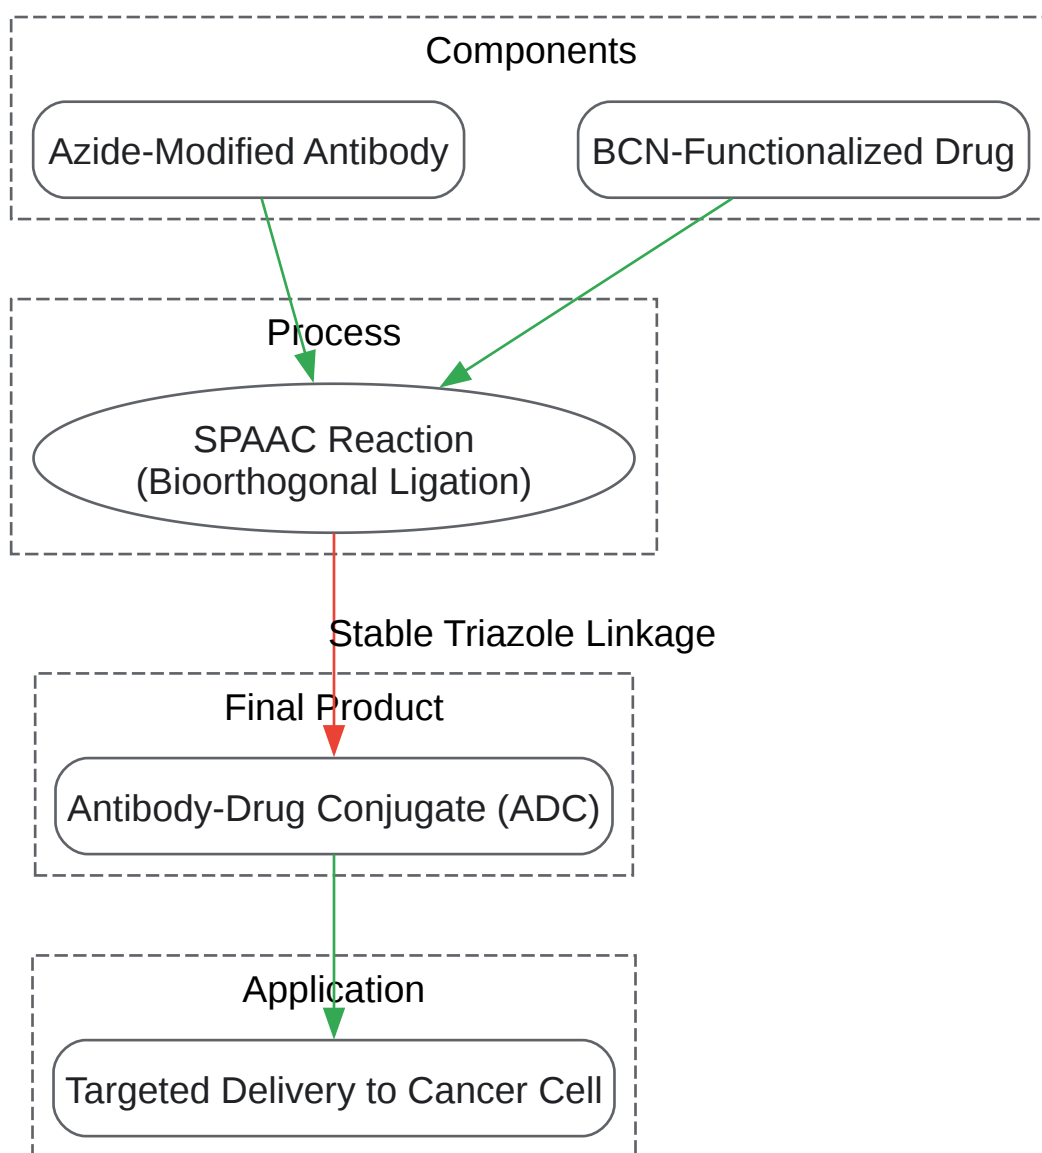 Components
Azide-Modified Antibody
BCN-Functionalized Drug
Process
SPAAC Reaction
(Bioorthogonal Ligation)
Stable Triazole Linkage
Final Product
Antibody-Drug Conjugate (ADC)
Application
Targeted Delivery to Cancer Cell